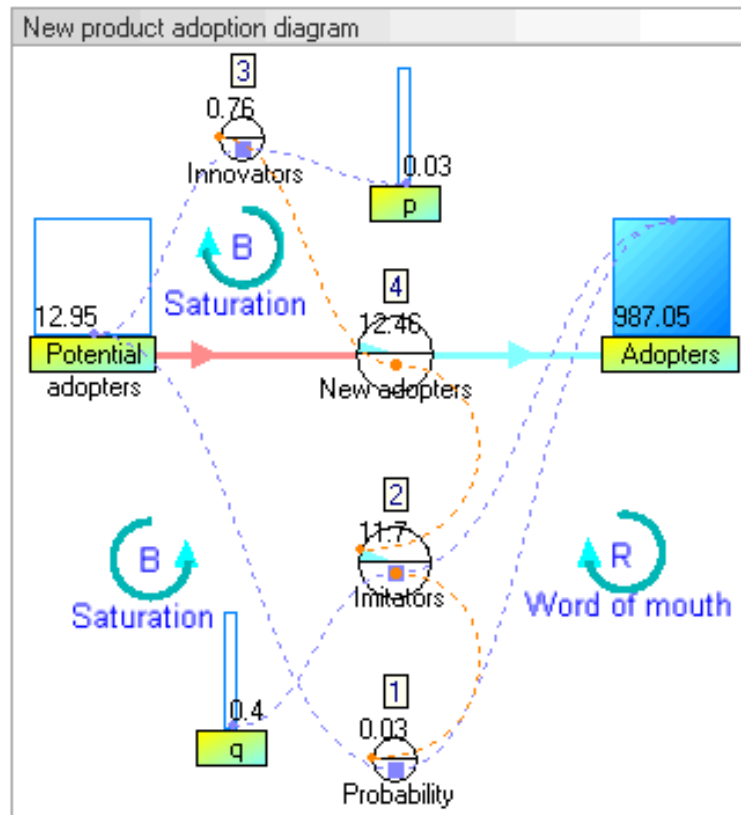 New product adoption diagram
3
0.76
Innovators
0.03
p
B
Saturation
12.95
Potential
adopters
4
12.46
New adopters
987.05
Adopters
2
11.7
Imitators
B
Saturation
R
Word of mouth
0.4
q
1
0.03
Probability